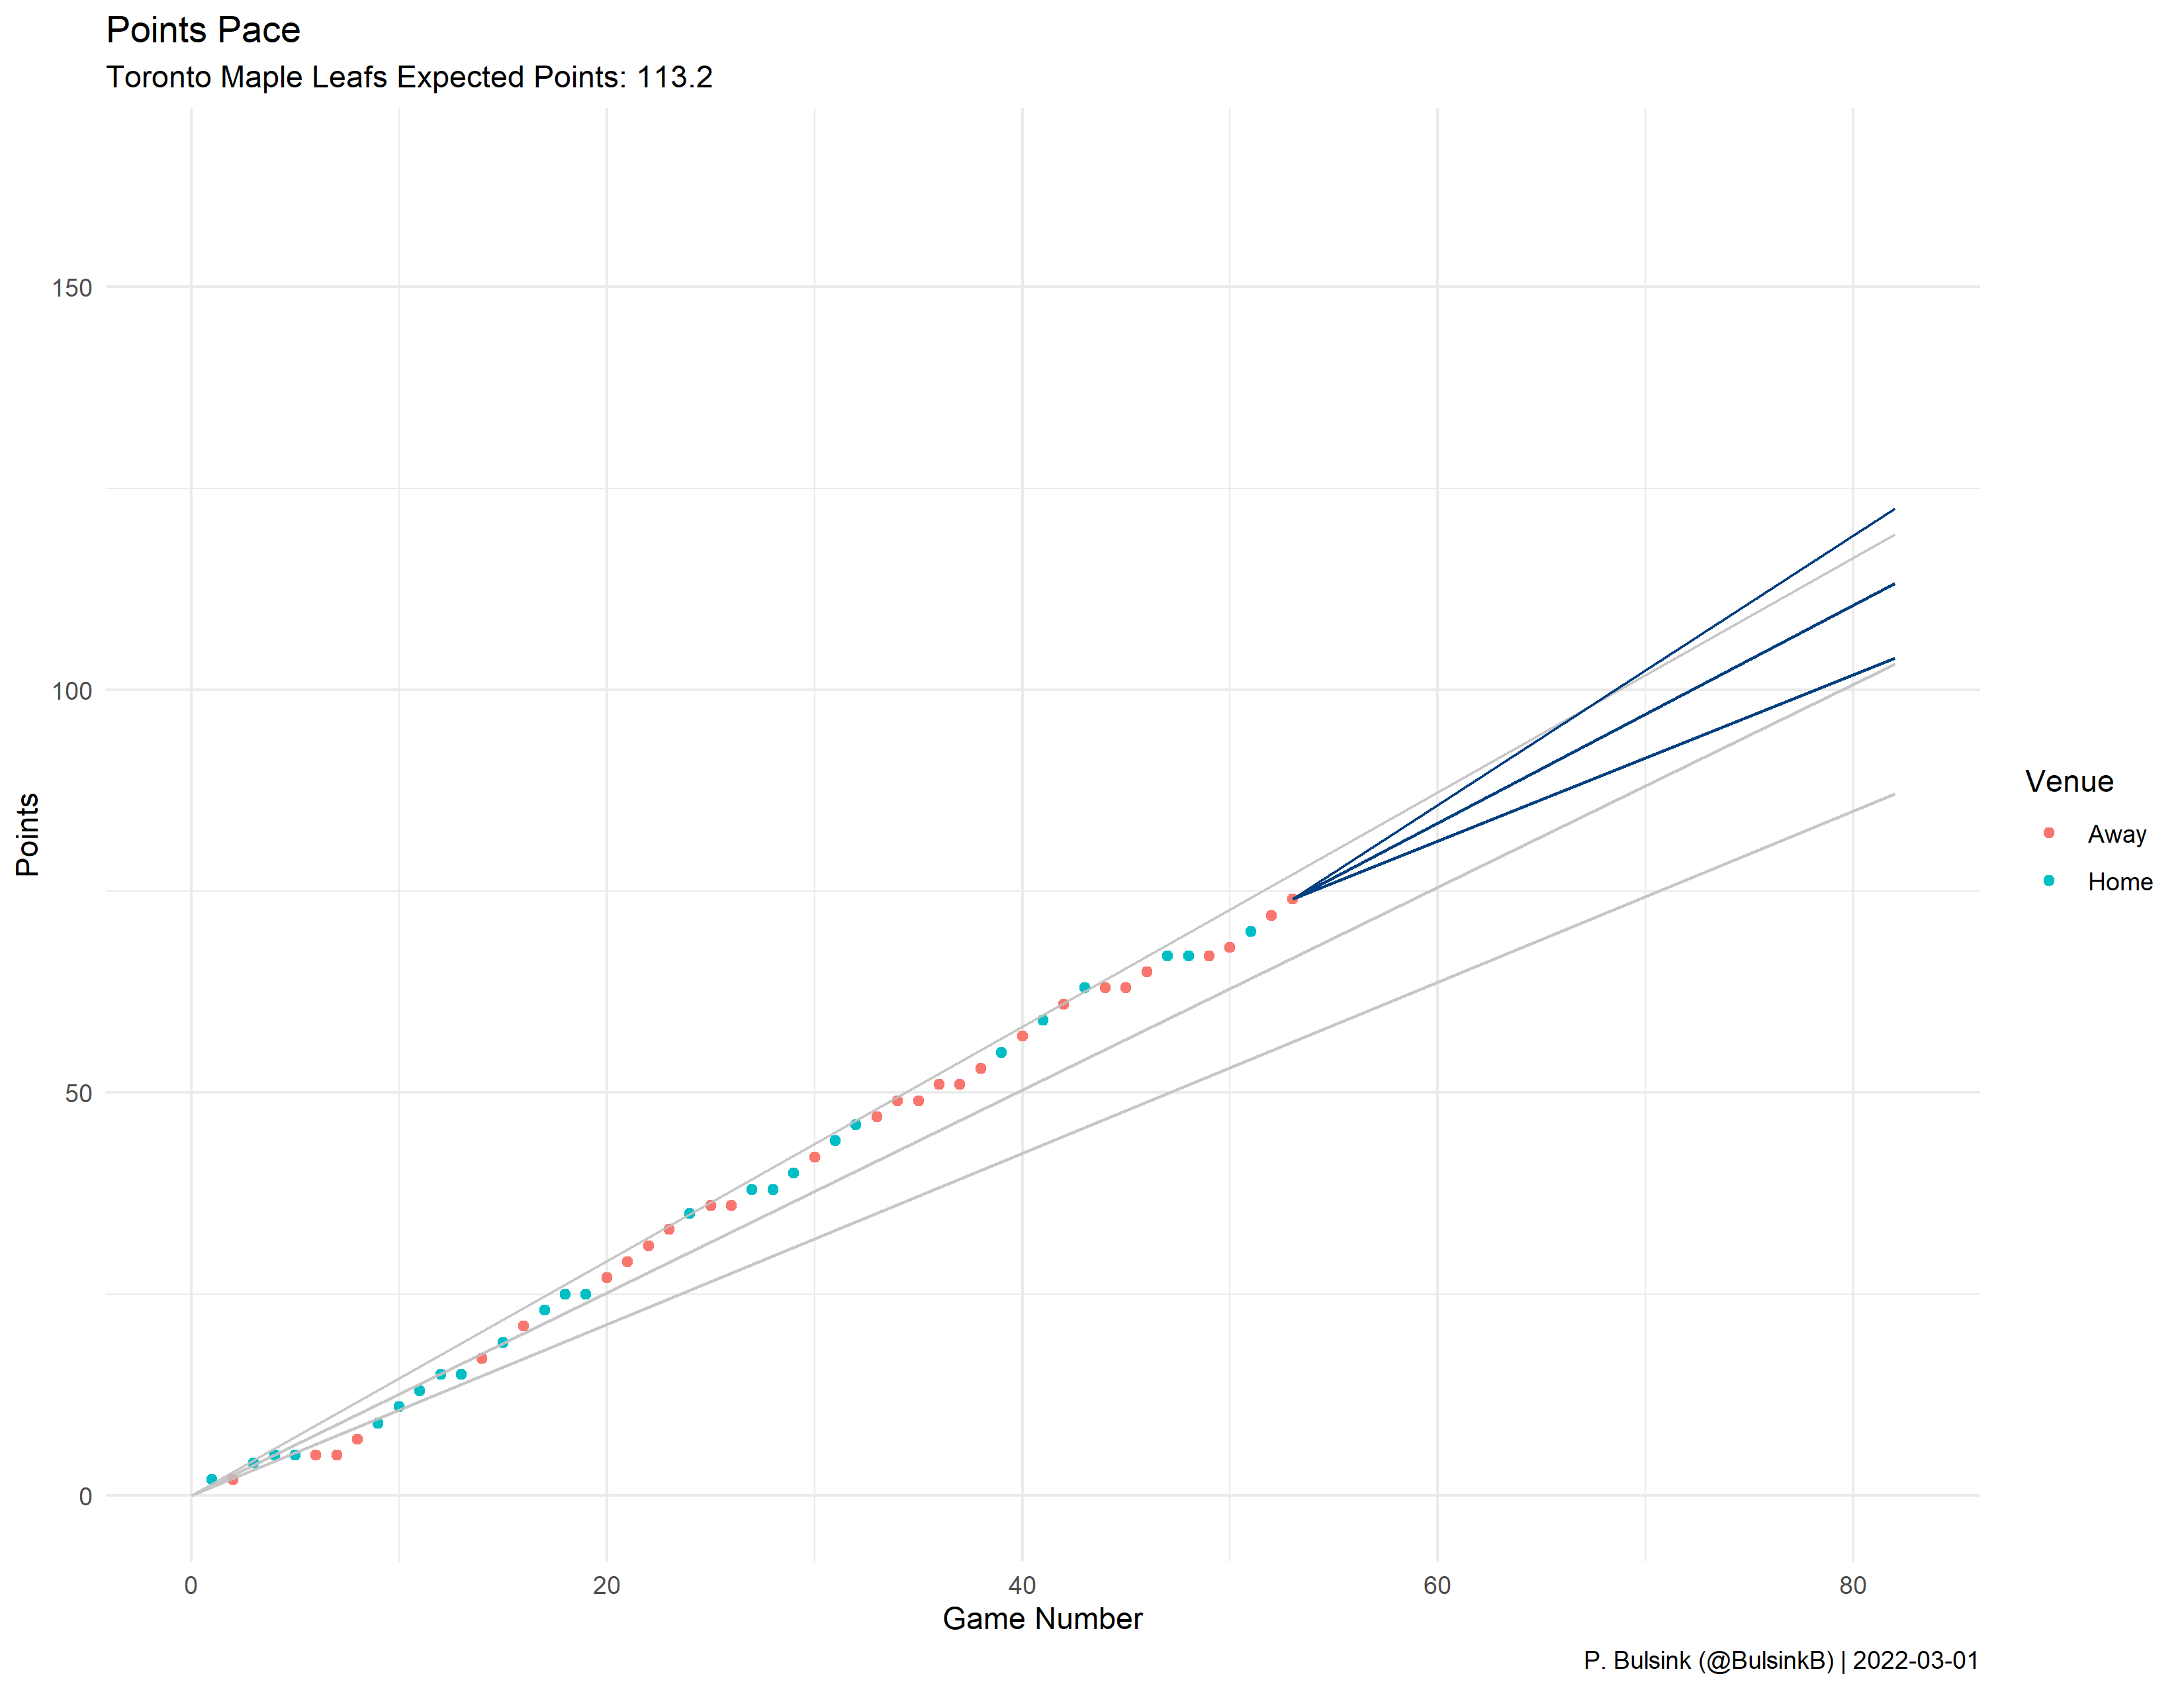 Points Pace
Toronto Maple Leafs Expected Points: 113.2
150
100
50
0
Points
0 20 40 60 80
Game Number
Venue
Away
Home
P. Bulsink (@BulsinkB) | 2022-03-01